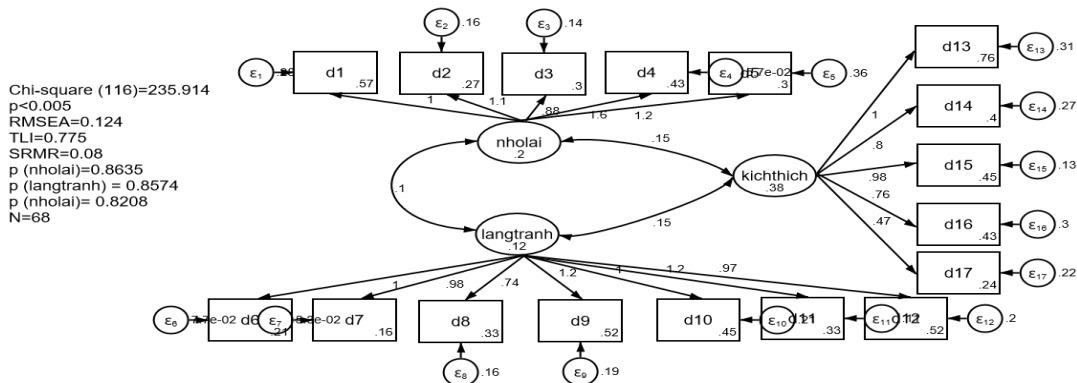 Chi-square (116)=235.914
p<0.005
RMSEA=0.124
TLI=0.775
SRMR=0.08
p (nholai)=0.8635
p (langtranh) = 0.8574
p (nholai)= 0.8208
N=68
ε₂ .16
ε₃ .14
ε₁
d1 .57
d2 .27
d3 .3
d4 .43
ε₄
.3
ε₅ .36
1
1.1
.88
1.6
1.2
nholai .2
.15
.1
kichthich .38
langtranh .12
.15
d13 .76
ε₁₃ .31
d14 .4
ε₁₄ .27
d15 .45
ε₁₅ .13
d16 .43
ε₁₆ .3
d17 .24
ε₁₇ .22
1
.8
.98
.76
.47
1
.98
.74
1.2
1
1.2
.97
ε₆
d6 .21
ε₇
d7 .16
d8 .33
d9 .52
d10 .45
ε₁₀ .21
.33
ε₁₁
.52
ε₁₂ .2
ε₈ .16
ε₉ .19